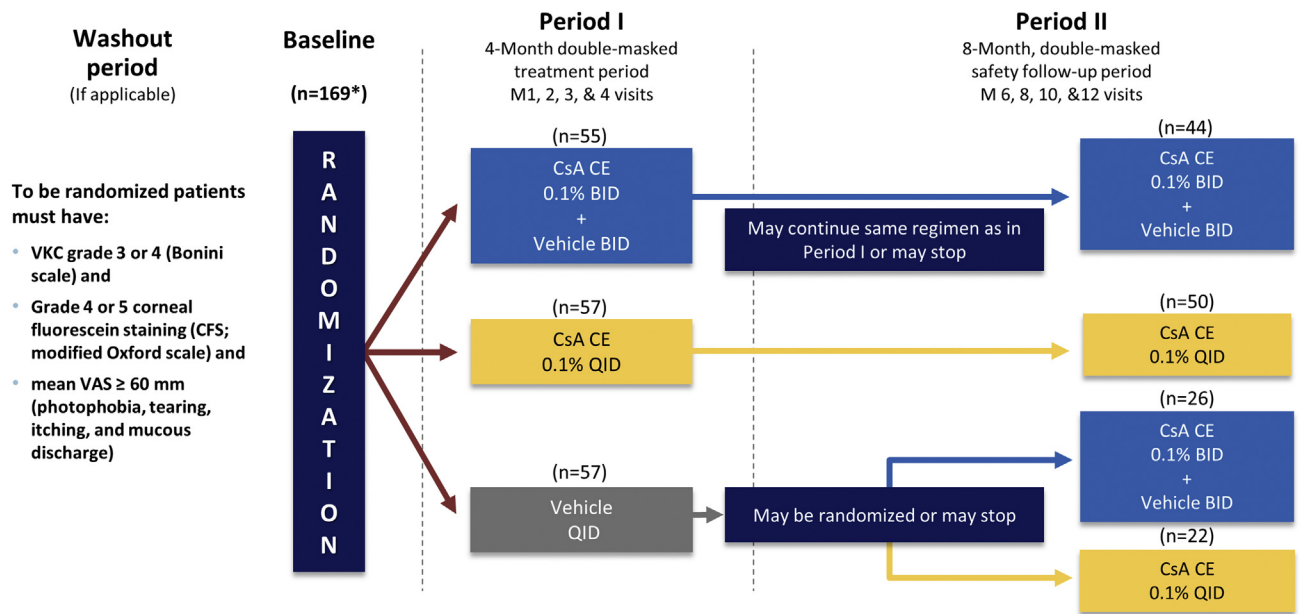 Washout
period
(If applicable)
To be randomized patients
must have:
• VKC grade 3 or 4 (Bonini
scale) and
• Grade 4 or 5 corneal
fluorescein staining (CFS;
modified Oxford scale) and
• mean VAS ≥ 60 mm
(photophobia, tearing,
itching, and mucous
discharge)
Baseline
(n=169*)
R
A
N
D
O
M
I
Z
A
T
I
O
N
Period I
4-Month double-masked
treatment period
M1, 2, 3, & 4 visits
(n=55)
CsA CE
0.1% BID
+
Vehicle BID
(n=57)
CsA CE
0.1% QID
(n=57)
Vehicle
QID
May continue same regimen as in
Period I or may stop
May be randomized or may stop
Period II
8-Month, double-masked
safety follow-up period
M 6, 8, 10, &12 visits
(n=44)
CsA CE
0.1% BID
+
Vehicle BID
(n=50)
CsA CE
0.1% QID
(n=26)
CsA CE
0.1% BID
+
Vehicle BID
(n=22)
CsA CE
0.1% QID